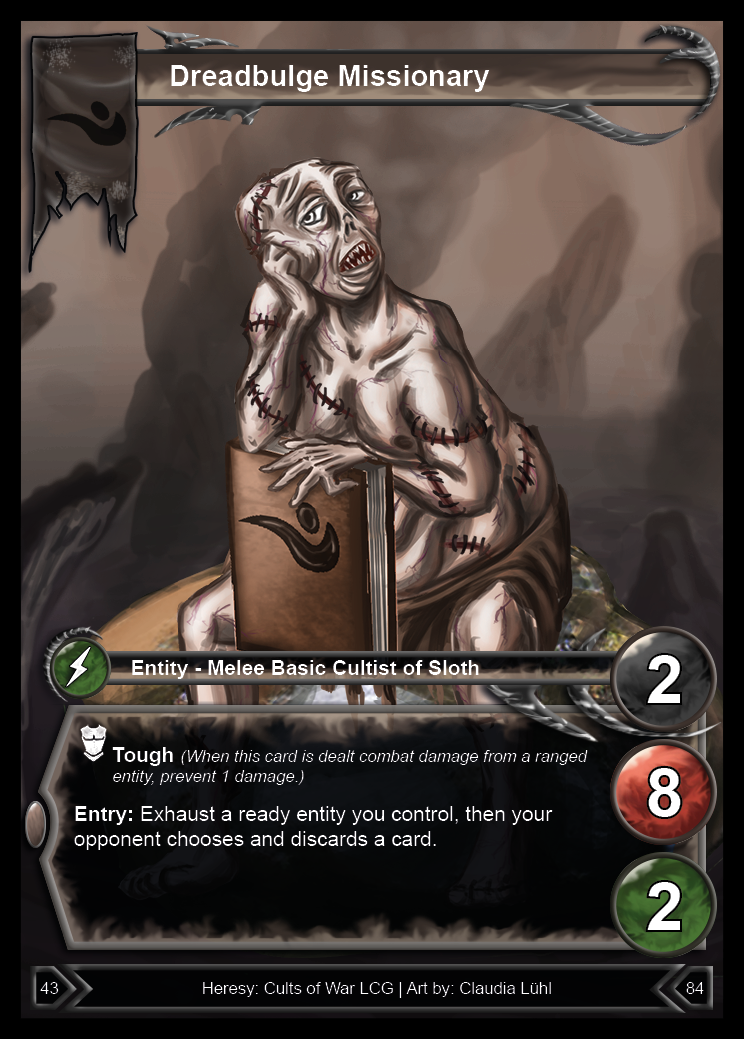 Dreadbulge Missionary
Entity - Melee Basic Cultist of Sloth
2
Tough (When this card is dealt combat damage from a ranged
entity, prevent 1 damage.)
8
Entry: Exhaust a ready entity you control, then your
opponent chooses and discards a card.
2
43
Heresy: Cults of War LCG | Art by: Claudia Lühl
84